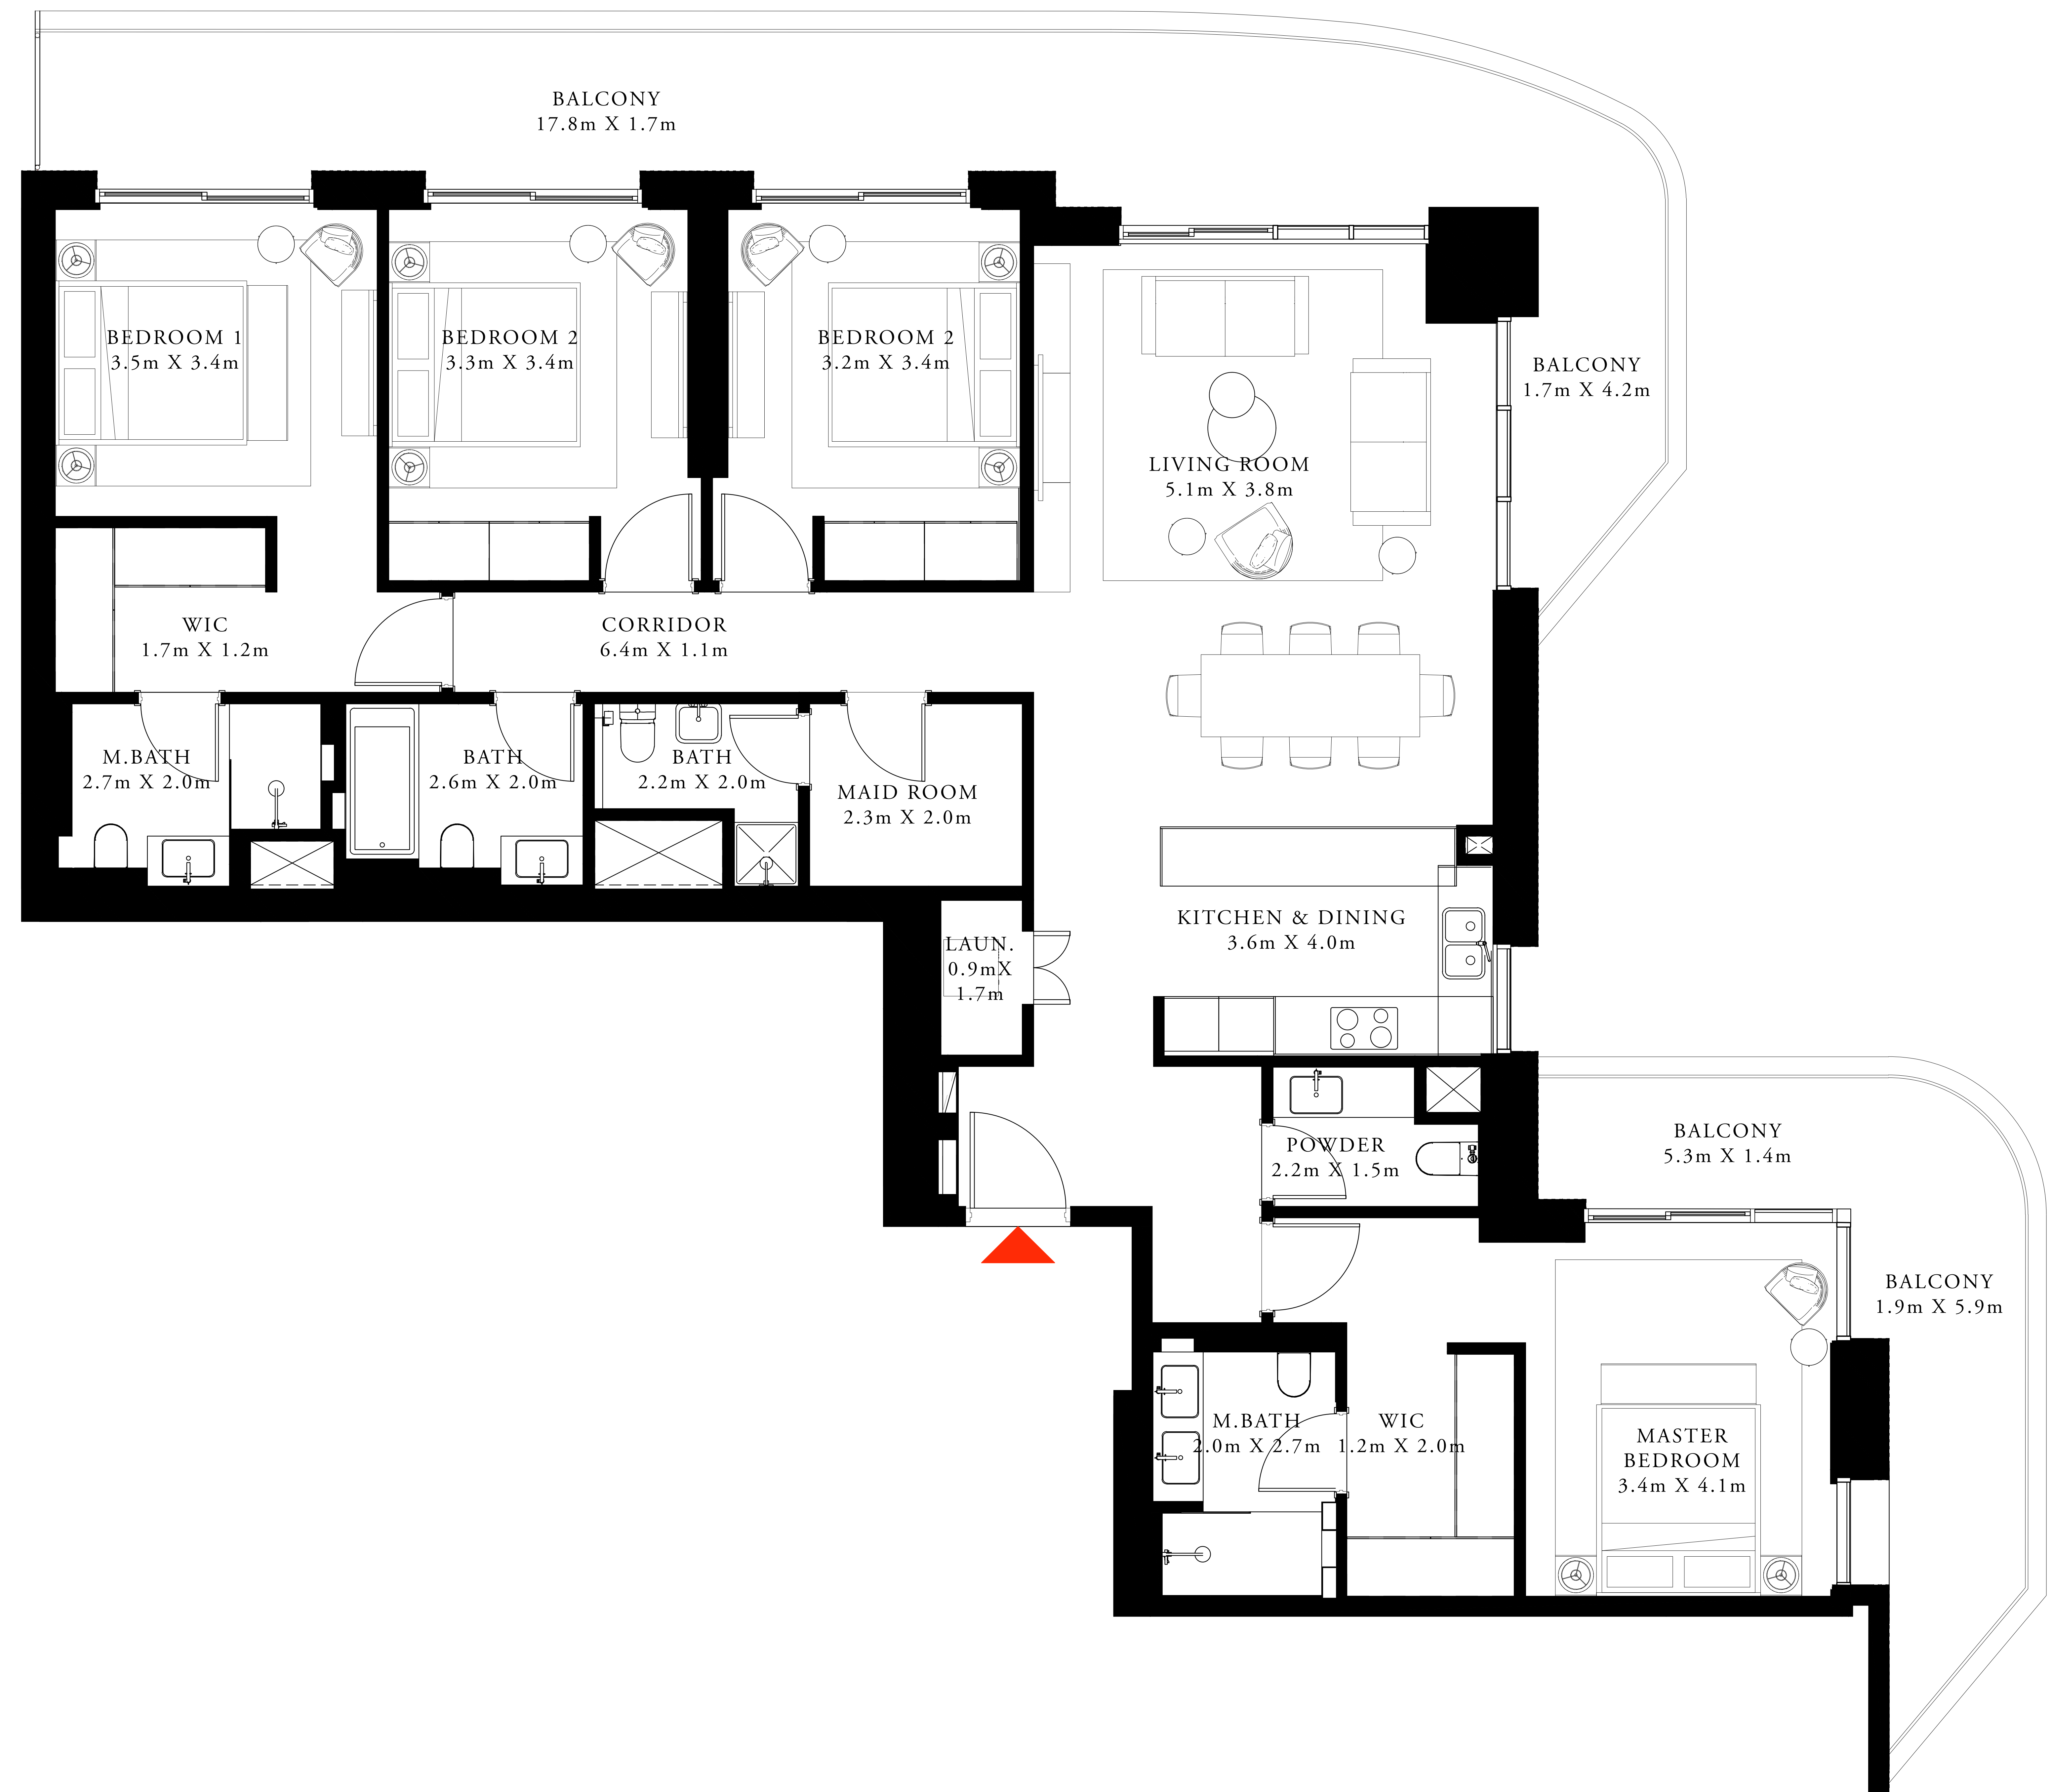 BALCONY
17.8m X 1.7m
BEDROOM 1
3.5m X 3.4m
BEDROOM 2
3.3m X 3.4m
BEDROOM 2
3.2m X 3.4m
BALCONY
1.7m X 4.2m
LIVING ROOM
5.1m X 3.8m
WIC
1.7m X 1.2m
CORRIDOR
6.4m X 1.1m
M.BATH
2.7m X 2.0m
BATH
2.6m X 2.0m
BATH
2.2m X 2.0m
MAID ROOM
2.3m X 2.0m
KITCHEN & DINING
3.6m X 4.0m
LAUN.
0.9mX
1.7m
POWDER
2.2m X 1.5m
BALCONY
5.3m X 1.4m
BALCONY
1.9m X 5.9m
M.BATH
2.0m X 2.7m
WIC
1.2m X 2.0m
MASTER
BEDROOM
3.4m X 4.1m